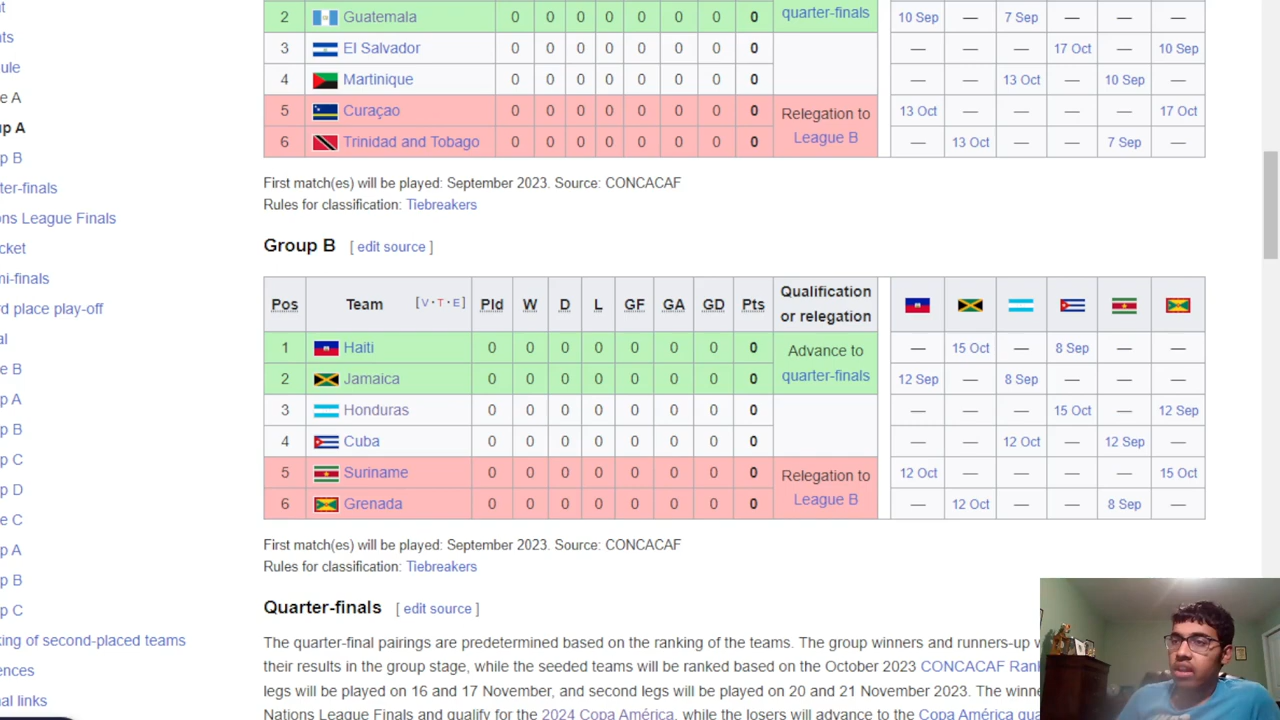 nt
2 Guatemala 0 0 0 0 0 0 0 0 quarter-finals 10 Sep — 7 Sep — — —
nts
3 El Salvador 0 0 0 0 0 0 0 0 — — — 17 Oct — 10 Sep
ule
4 Martinique 0 0 0 0 0 0 0 0 — — 13 Oct — 10 Sep —
e A
5 Curaçao 0 0 0 0 0 0 0 0 Relegation to 13 Oct — — — — 17 Oct
p A
6 Trinidad and Tobago 0 0 0 0 0 0 0 0 League B — 13 Oct — — 7 Sep —
p B
First match(es) will be played: September 2023. Source: CONCACAF
ter-finals
Rules for classification: Tiebreakers
ns League Finals
Group B [ edit source ]
cket
mi-finals
Pos Team [V·T·E] Pld W D L GF GA GD Pts Qualification or relegation
rd place play-off
al
1 Haiti 0 0 0 0 0 0 0 0 Advance to — 15 Oct — 8 Sep — —
e B
2 Jamaica 0 0 0 0 0 0 0 0 quarter-finals 12 Sep — 8 Sep — — —
p A
3 Honduras 0 0 0 0 0 0 0 0 — — — 15 Oct — 12 Sep
p B
4 Cuba 0 0 0 0 0 0 0 0 — — 12 Oct — 12 Sep —
p C
5 Suriname 0 0 0 0 0 0 0 0 Relegation to 12 Oct — — — — 15 Oct
p D
6 Grenada 0 0 0 0 0 0 0 0 League B — 12 Oct — — 8 Sep —
e C
First match(es) will be played: September 2023. Source: CONCACAF
p A
Rules for classification: Tiebreakers
p B
Quarter-finals [ edit source ]
p C
The quarter-final pairings are predetermined based on the ranking of the teams. The group winners and runners-up
king of second-placed teams
their results in the group stage, while the seeded teams will be ranked based on the October 2023 CONCACAF Ran
ences
legs will be played on 16 and 17 November, and second legs will be played on 20 and 21 November 2023. The winne
nal links
Nations League Finals and qualify for the 2024 Copa América, while the losers will advance to the Copa América qua